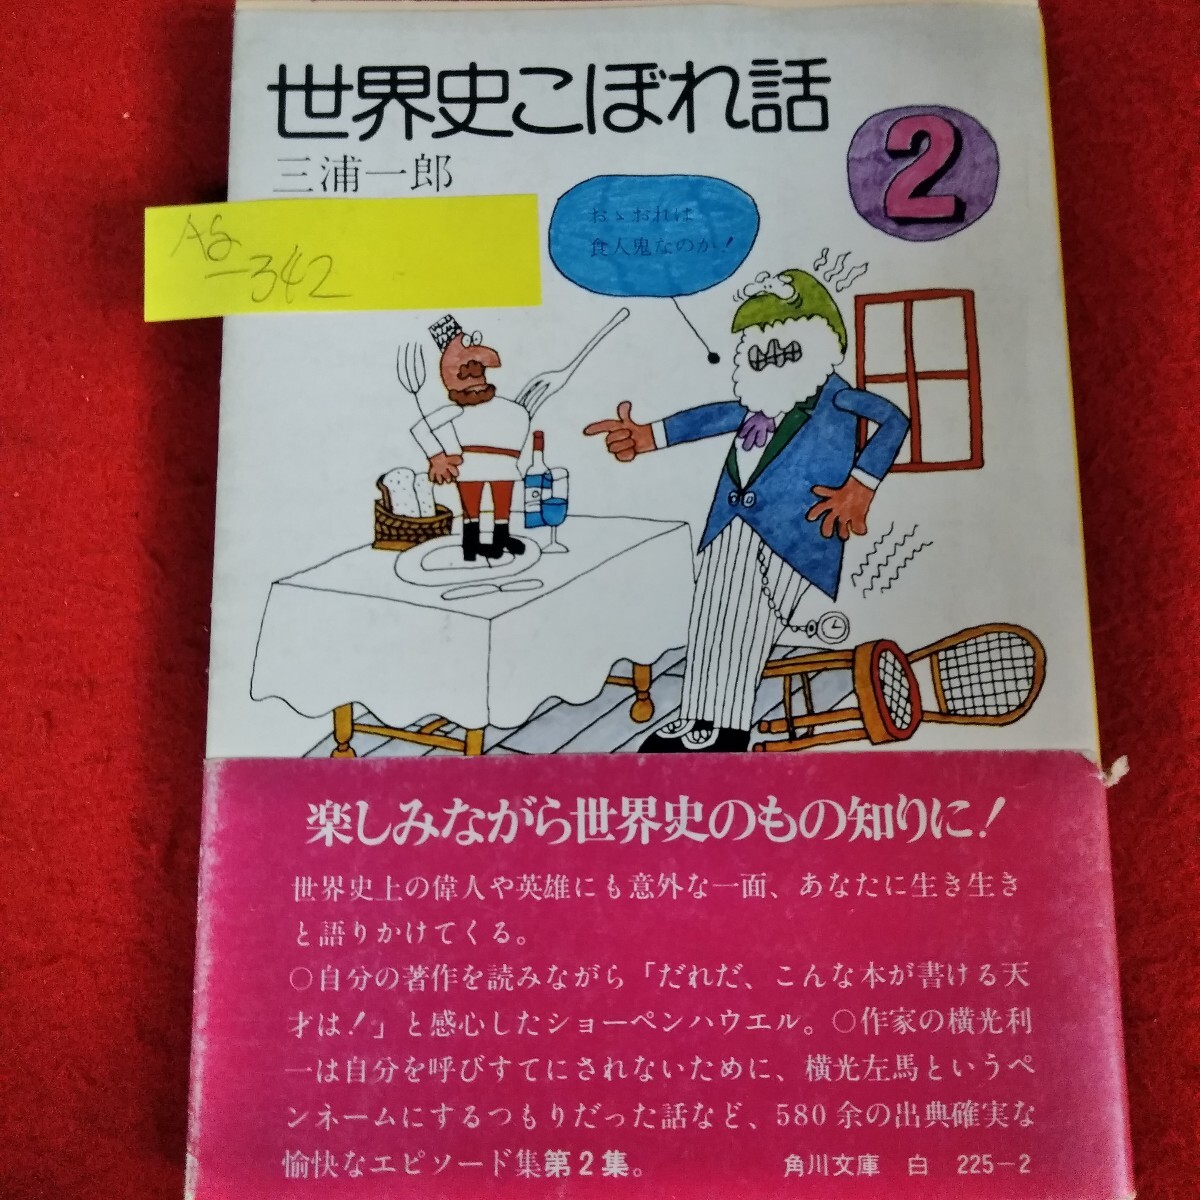 世界史こぼれ話
2
三浦一郎
AS
-342
おゝおれは
食人鬼なのか!
楽しみながら世界史のもの知りに!
世界史上の偉人や英雄にも意外な一面、あなたに生き生き
と語りかけてくる。
○自分の著作を読みながら「だれだ、こんな本が書ける天
才は!」と感心したショーペンハウエル。○作家の横光利
一は自分を呼びすてにされないために、横光左馬というペ
ンネームにするつもりだった話など、580余の出典確実な
愉快なエピソード集第2集。
角川文庫 白 225-2